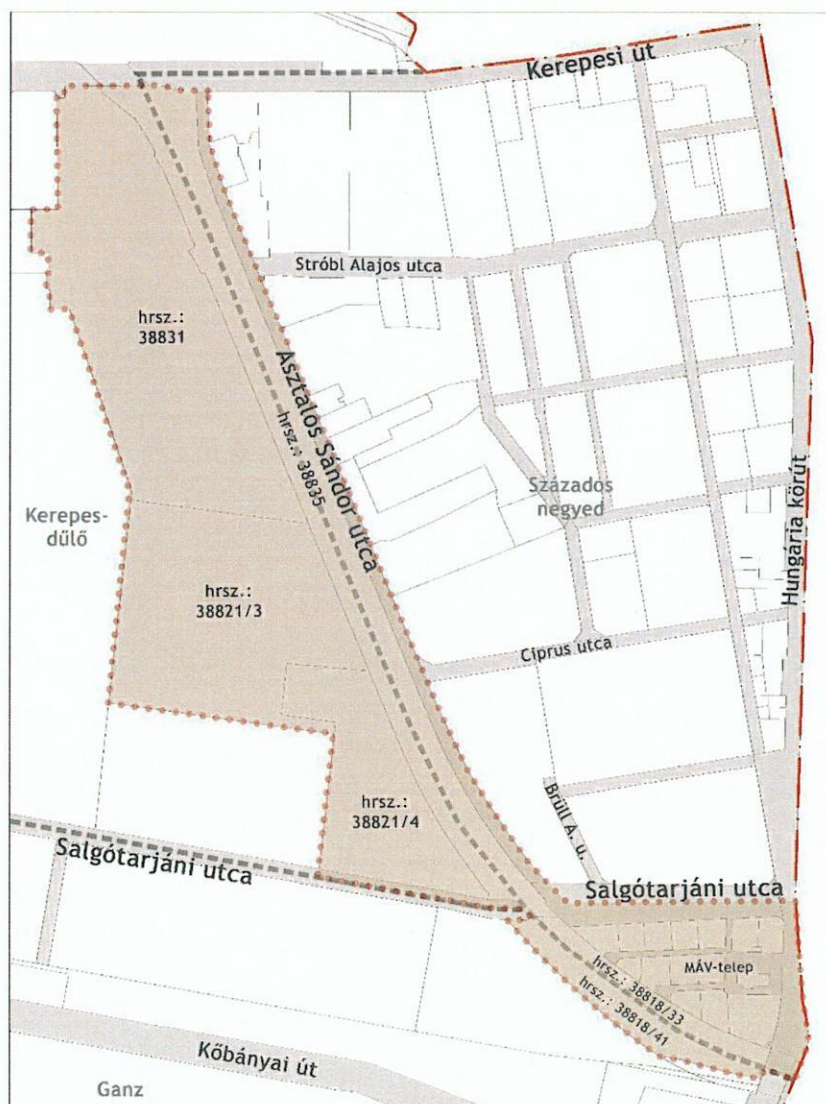 Kerepesi ut
Stróbl Alajos utca
hrsz.:
38831
Asztalos Sándor utca
hrsz.: 38835
Kerepes-
dűlő
Százados
negyed
Hungária körút
hrsz.:
38821/3
Ciprus utca
hrsz.:
38821/4
Brüll A. u.
Salgótarjáni utca
Salgótarjáni utca
MÁV-telep
hrsz.: 38818/33
hrsz.: 38818/41
Kőbányai út
Ganz